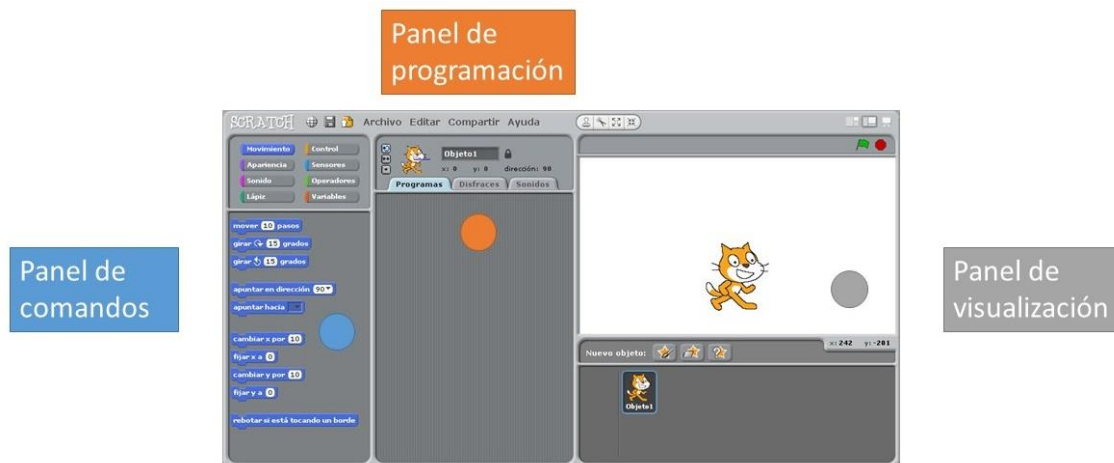 Panel de
programación
SCRATCH Archivo Editar Compartir Ayuda
Movimiento Control
Apariencia Sensores
Sonido Operadores
Lápiz Variables
Objeto1
x: 0 y: 0 dirección: 90
Programas Disfraces Sonidos
mover 10 pasos
girar 15 grados
girar 15 grados
apuntar en dirección 90
apuntar hacia
cambiar x por 10
fijar x a 0
cambiar y por 10
fijar y a 0
rebotar si está tocando un borde
Panel de
comandos
x: 242 y: -201
Nuevo objeto:
Objeto1
Panel de
visualización